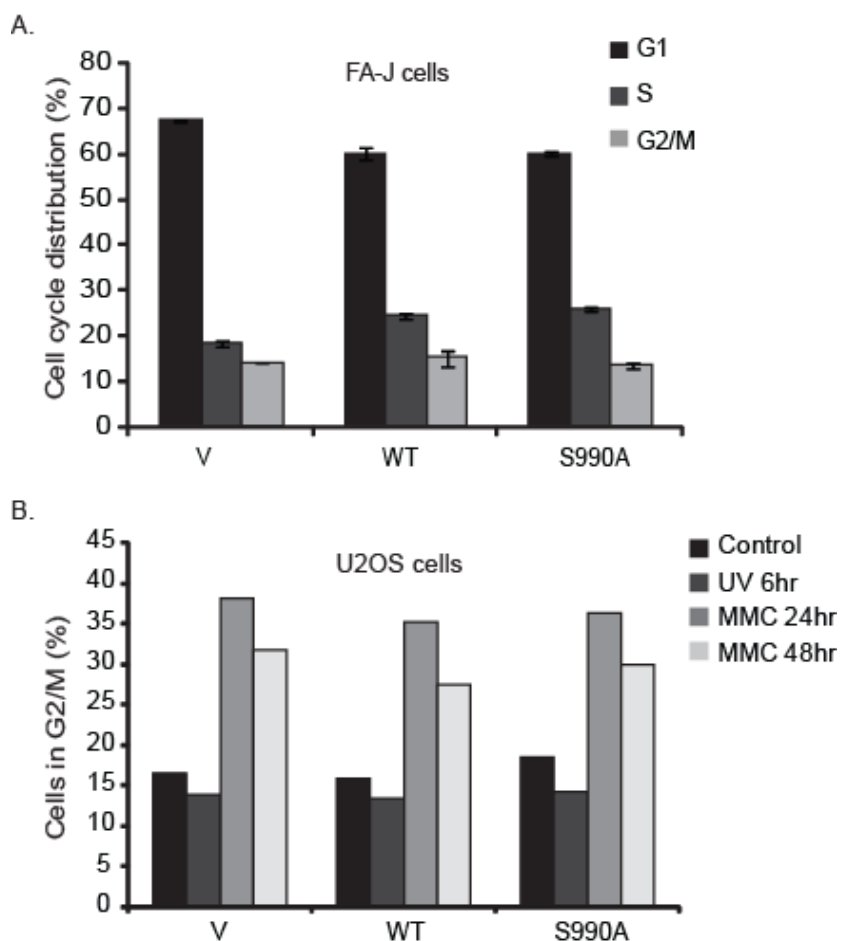 A.
FA-J cells
G1
S
G2/M
Cell cycle distribution (%)
80
70
60
50
40
30
20
10
0
V WT S990A
B.
U2OS cells
Control
UV 6hr
MMC 24hr
MMC 48hr
Cells in G2/M (%)
45
40
35
30
25
20
15
10
5
0
V WT S990A